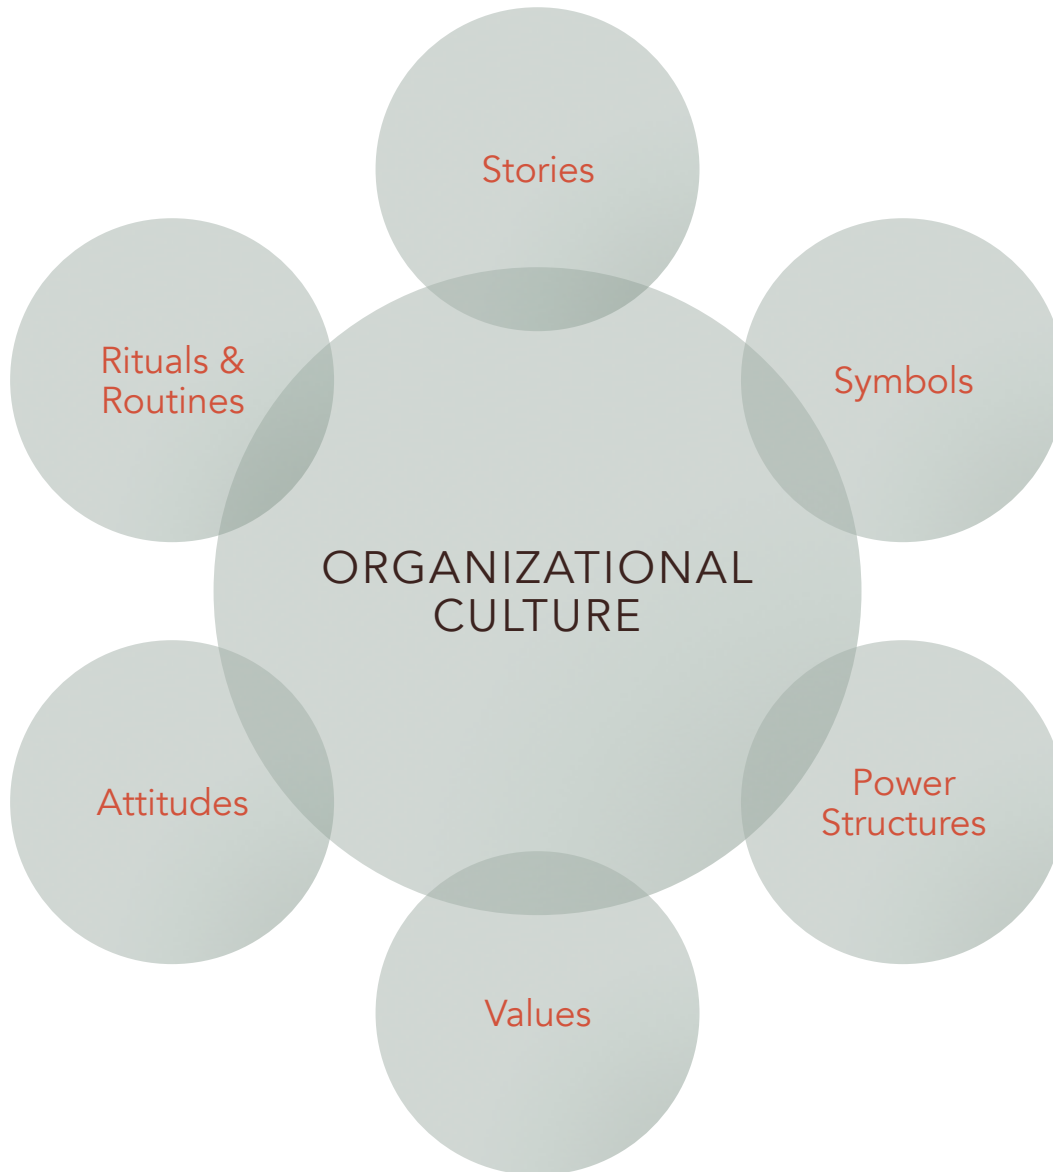 Stories
Rituals &
Routines
Symbols
ORGANIZATIONAL
CULTURE
Attitudes
Power
Structures
Values